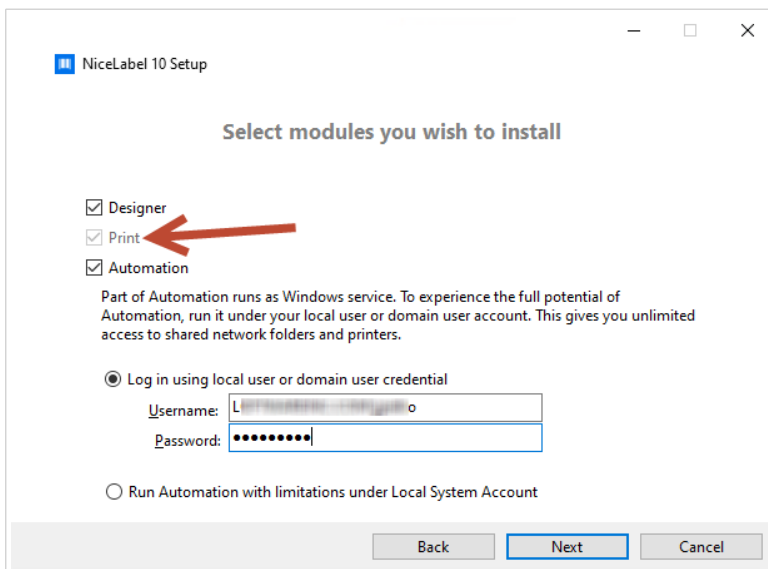 NiceLabel 10 Setup
Select modules you wish to install
Designer
Print
Automation
Part of Automation runs as Windows service. To experience the full potential of
Automation, run it under your local user or domain user account. This gives you unlimited
access to shared network folders and printers.
Log in using local user or domain user credential
Username:
Password: •••••••••
Run Automation with limitations under Local System Account
Back Next Cancel